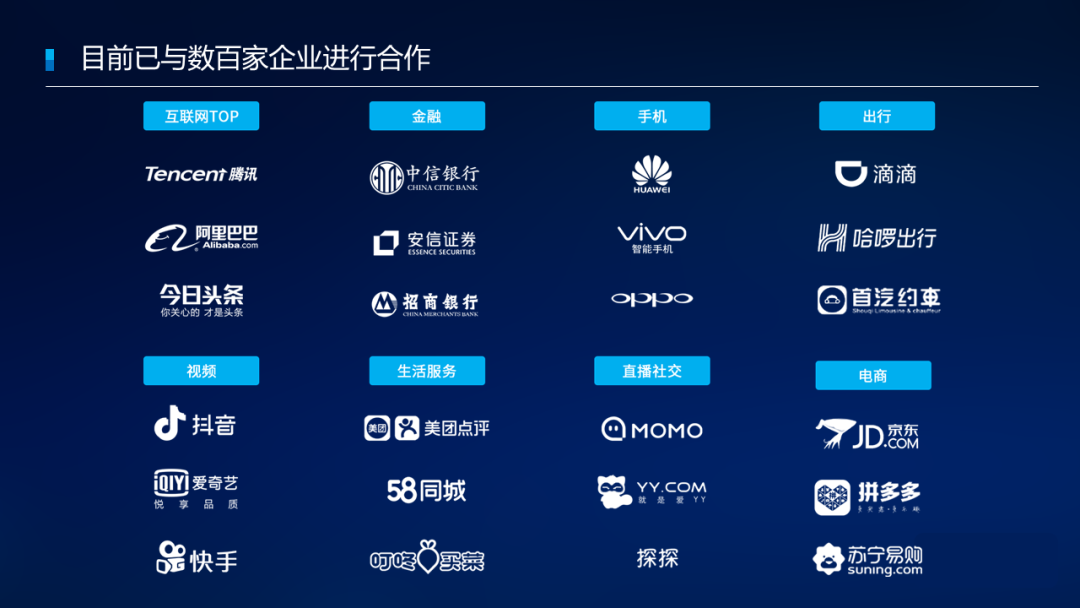 目前已与数百家企业进行合作
互联网TOP
金融
手机
出行
Tencent 腾讯
中信银行
CHINA CITIC BANK
HUAWEI
滴滴
阿里巴巴
Alibaba.com
安信证券
ESSENCE SECURITIES
vivo
智能手机
哈啰出行
今日头条
你关心的 才是头条
招商银行
CHINA MERCHANTS BANK
oppo
首汽约车
Shouqi Limousine & chauffeur
视频
生活服务
直播社交
电商
抖音
美团
美团点评
MOMO
JD.COM
京东
iQIYI
爱奇艺
悦享品质
58同城
YY.COM
就是爱YY
拼多多
快手
叮咚买菜
探探
苏宁易购
suning.com